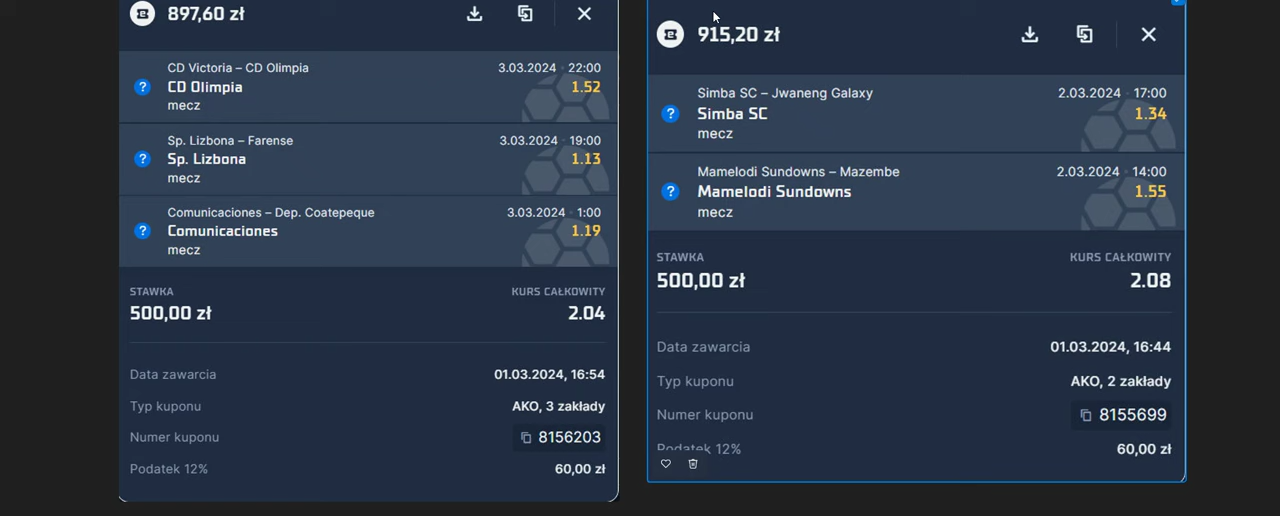 897,60 zł
CD Victoria – CD Olimpia 3.03.2024 · 22:00
? CD Olimpia 1.52
mecz
Sp. Lizbona – Farense 3.03.2024 · 19:00
? Sp. Lizbona 1.13
mecz
Comunicaciones – Dep. Coatepeque 3.03.2024 · 1:00
? Comunicaciones 1.19
mecz
STAWKA KURS CAŁKOWITY
500,00 zł 2.04
Data zawarcia 01.03.2024, 16:54
Typ kuponu AKO, 3 zakłady
Numer kuponu 8156203
Podatek 12% 60,00 zł
915,20 zł
Simba SC – Jwaneng Galaxy 2.03.2024 · 17:00
? Simba SC 1.34
mecz
Mamelodi Sundowns – Mazembe 2.03.2024 · 14:00
? Mamelodi Sundowns 1.55
mecz
STAWKA KURS CAŁKOWITY
500,00 zł 2.08
Data zawarcia 01.03.2024, 16:44
Typ kuponu AKO, 2 zakłady
Numer kuponu 8155699
Podatek 12% 60,00 zł